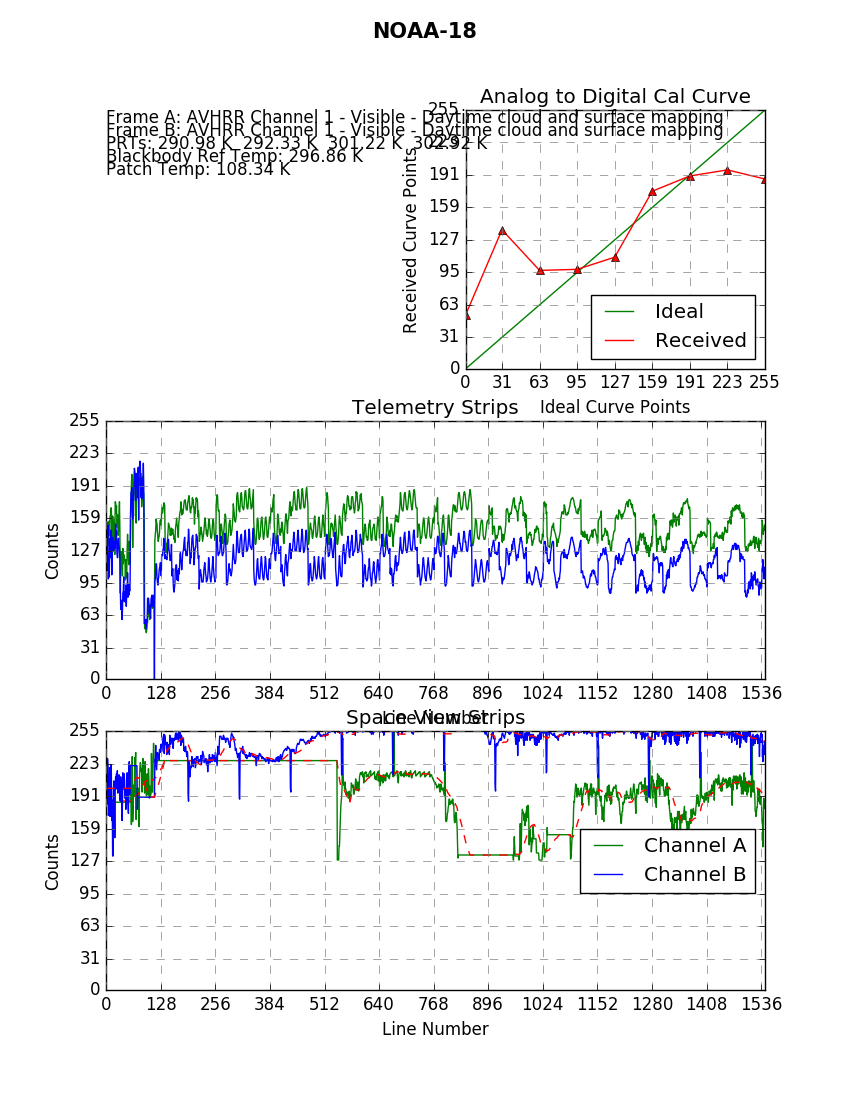 NOAA-18
Frame A: AVHRR Channel 1 - Visible - Daytime cloud and surface mapping
Frame B: AVHRR Channel 1 - Visible - Daytime cloud and surface mapping
PRTs: 290.98 K 292.33 K 301.22 K K
Blackbody Ref Temp: 296.86 K
Patch Temp: 108.34 K
Analog to Digital Cal Curve
255
223
191
159
127
95
63
31
0
Received Curve Points
Ideal
Received
0 31 63 95 127 159 191 223 255
Ideal Curve Points
Telemetry Strips
255
223
191
159
127
95
63
31
0
Counts
0 128 256 384 512 640 768 896 1024 1152 1280 1408 1536
Line Number
Space View Strips
255
223
191
159
127
95
63
31
0
Counts
Channel A
Channel B
0 128 256 384 512 640 768 896 1024 1152 1280 1408 1536
Line Number